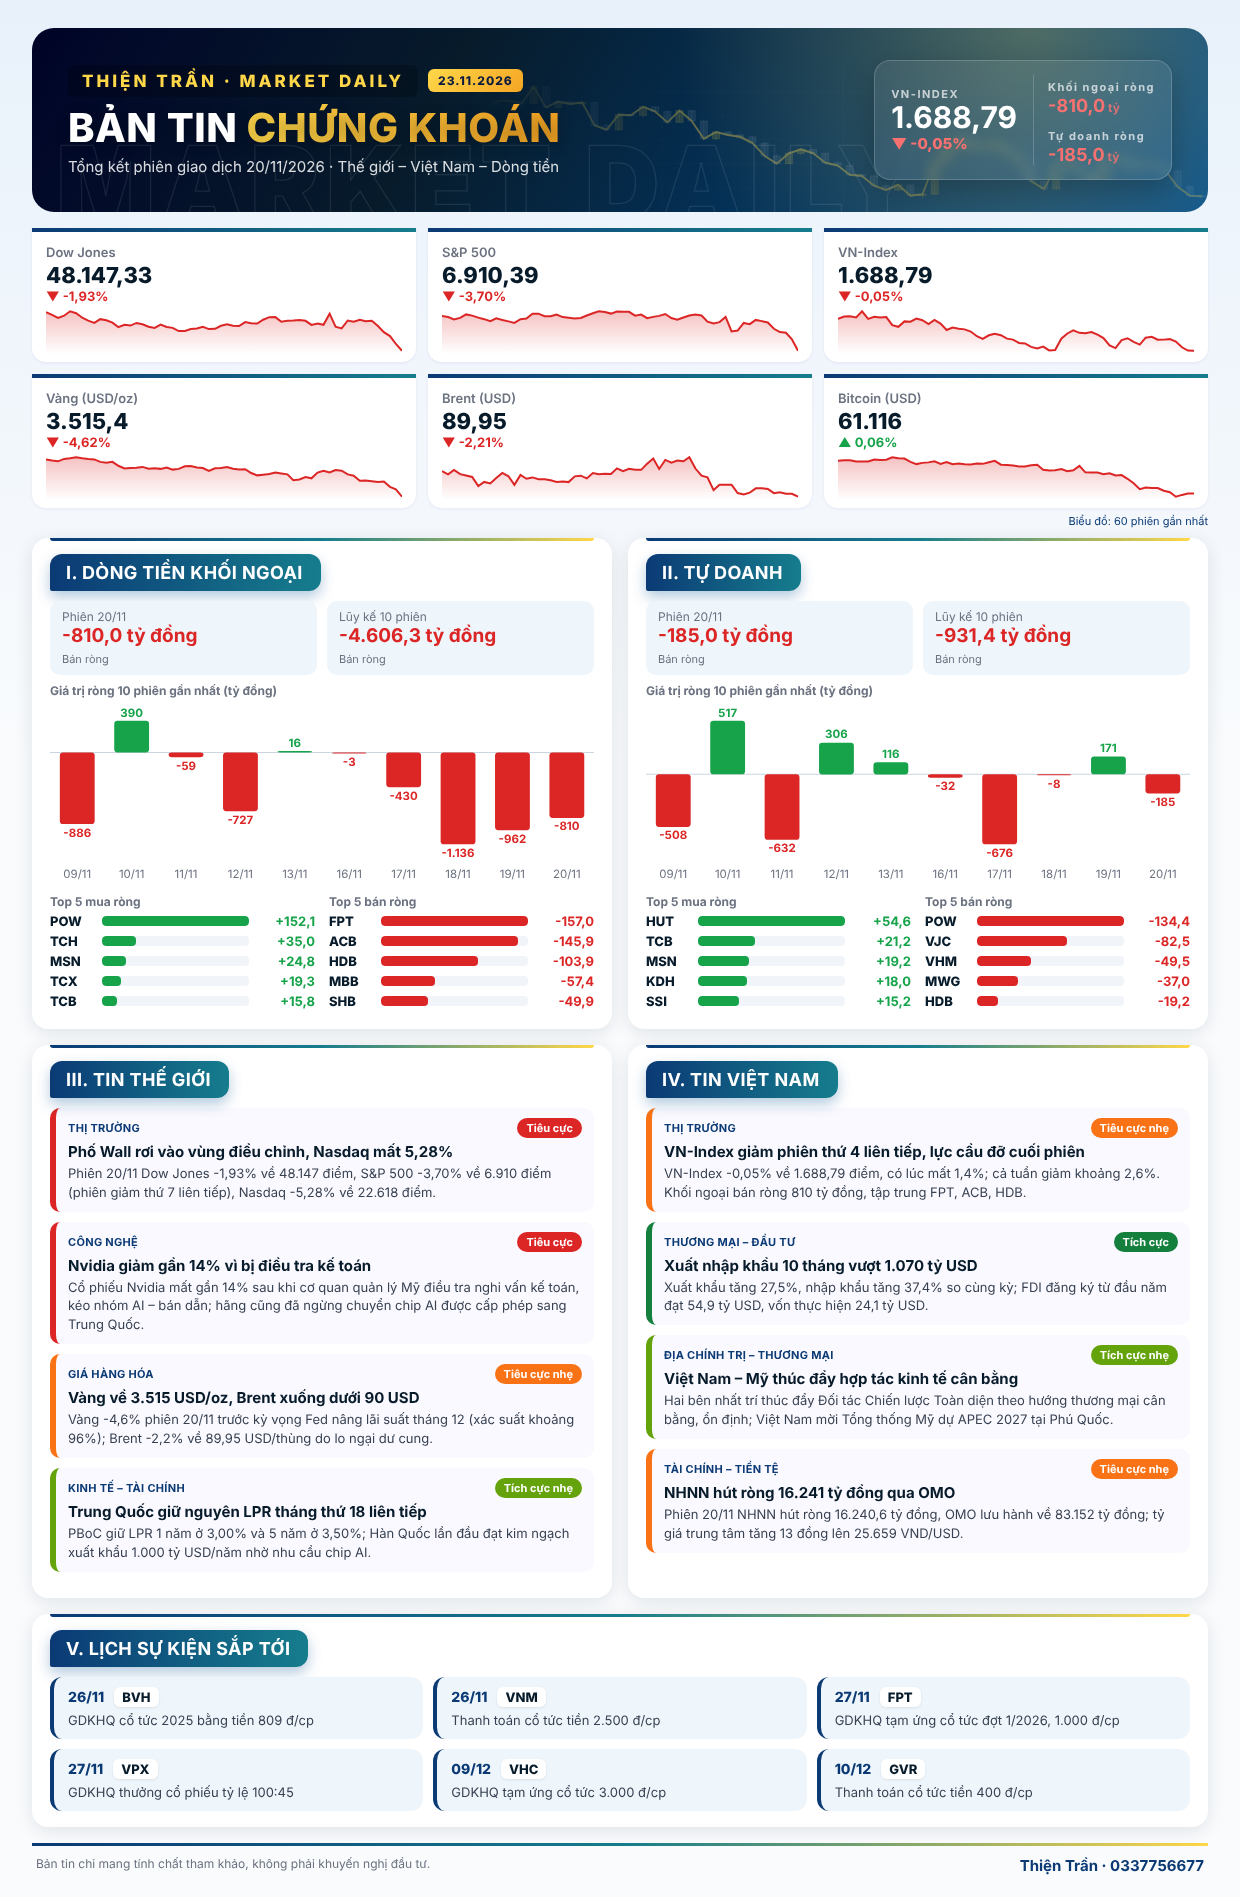 THIỆN TRẦN · MARKET DAILY
23.11.2026
BẢN TIN CHỨNG KHOÁN
Tổng kết phiên giao dịch 20/11/2026 · Thế giới – Việt Nam – Dòng tiền
MARKET DAILY
VN-INDEX
1.688,79
▼ -0,05%
Khối ngoại ròng
-810,0 tỷ
Tự doanh ròng
-185,0 tỷ
Dow Jones
48.147,33
▼ -1,93%
S&P 500
6.910,39
▼ -3,70%
VN-Index
1.688,79
▼ -0,05%
Vàng (USD/oz)
3.515,4
▼ -4,62%
Brent (USD)
89,95
▼ -2,21%
Bitcoin (USD)
61.116
▲ 0,06%
Biểu đồ: 60 phiên gần nhất
I. DÒNG TIỀN KHỐI NGOẠI
Phiên 20/11
-810,0 tỷ đồng
Bán ròng
Lũy kế 10 phiên
-4.606,3 tỷ đồng
Bán ròng
Giá trị ròng 10 phiên gần nhất (tỷ đồng)
-886 390 -59 -727 16 -3 -430 -1.136 -962 -810
09/11 10/11 11/11 12/11 13/11 16/11 17/11 18/11 19/11 20/11
Top 5 mua ròng
POW +152,1
TCH +35,0
MSN +24,8
TCX +19,3
TCB +15,8
Top 5 bán ròng
FPT -157,0
ACB -145,9
HDB -103,9
MBB -57,4
SHB -49,9
II. TỰ DOANH
Phiên 20/11
-185,0 tỷ đồng
Bán ròng
Lũy kế 10 phiên
-931,4 tỷ đồng
Bán ròng
Giá trị ròng 10 phiên gần nhất (tỷ đồng)
-508 517 -632 306 116 -32 -676 -8 171 -185
09/11 10/11 11/11 12/11 13/11 16/11 17/11 18/11 19/11 20/11
Top 5 mua ròng
HUT +54,6
TCB +21,2
MSN +19,2
KDH +18,0
SSI +15,2
Top 5 bán ròng
POW -134,4
VJC -82,5
VHM -49,5
MWG -37,0
HDB -19,2
III. TIN THẾ GIỚI
THỊ TRƯỜNG
Tiêu cực
Phố Wall rơi vào vùng điều chỉnh, Nasdaq mất 5,28%
Phiên 20/11 Dow Jones -1,93% về 48.147 điểm, S&P 500 -3,70% về 6.910 điểm
(phiên giảm thứ 7 liên tiếp), Nasdaq -5,28% về 22.618 điểm.
CÔNG NGHỆ
Tiêu cực
Nvidia giảm gần 14% vì bị điều tra kế toán
Cổ phiếu Nvidia mất gần 14% sau khi cơ quan quản lý Mỹ điều tra nghi vấn kế toán,
kéo nhóm AI – bán dẫn; hãng cũng đã ngừng chuyển chip AI được cấp phép sang
Trung Quốc.
GIÁ HÀNG HÓA
Tiêu cực nhẹ
Vàng về 3.515 USD/oz, Brent xuống dưới 90 USD
Vàng -4,6% phiên 20/11 trước kỳ vọng Fed nâng lãi suất tháng 12 (xác suất khoảng
96%); Brent -2,2% về 89,95 USD/thùng do lo ngại dư cung.
KINH TẾ – TÀI CHÍNH
Tích cực nhẹ
Trung Quốc giữ nguyên LPR tháng thứ 18 liên tiếp
PBoC giữ LPR 1 năm ở 3,00% và 5 năm ở 3,50%; Hàn Quốc lần đầu đạt kim ngạch
xuất khẩu 1.000 tỷ USD/năm nhờ nhu cầu chip AI.
IV. TIN VIỆT NAM
THỊ TRƯỜNG
Tiêu cực nhẹ
VN-Index giảm phiên thứ 4 liên tiếp, lực cầu đỡ cuối phiên
VN-Index -0,05% về 1.688,79 điểm, có lúc mất 1,4%; cả tuần giảm khoảng 2,6%.
Khối ngoại bán ròng 810 tỷ đồng, tập trung FPT, ACB, HDB.
THƯƠNG MẠI – ĐẦU TƯ
Tích cực
Xuất nhập khẩu 10 tháng vượt 1.070 tỷ USD
Xuất khẩu tăng 27,5%, nhập khẩu tăng 37,4% so cùng kỳ; FDI đăng ký từ đầu năm
đạt 54,9 tỷ USD, vốn thực hiện 24,1 tỷ USD.
ĐỊA CHÍNH TRỊ – THƯƠNG MẠI
Tích cực nhẹ
Việt Nam – Mỹ thúc đẩy hợp tác kinh tế cân bằng
Hai bên nhất trí thúc đẩy Đối tác Chiến lược Toàn diện theo hướng thương mại cân
bằng, ổn định; Việt Nam mời Tổng thống Mỹ dự APEC 2027 tại Phú Quốc.
TÀI CHÍNH – TIỀN TỆ
Tiêu cực nhẹ
NHNN hút ròng 16.241 tỷ đồng qua OMO
Phiên 20/11 NHNN hút ròng 16.240,6 tỷ đồng, OMO lưu hành về 83.152 tỷ đồng; tỷ
giá trung tâm tăng 13 đồng lên 25.659 VND/USD.
V. LỊCH SỰ KIỆN SẮP TỚI
26/11 BVH
GDKHQ cổ tức 2025 bằng tiền 809 đ/cp
26/11 VNM
Thanh toán cổ tức tiền 2.500 đ/cp
27/11 FPT
GDKHQ tạm ứng cổ tức đợt 1/2026, 1.000 đ/cp
27/11 VPX
GDKHQ thưởng cổ phiếu tỷ lệ 100:45
09/12 VHC
GDKHQ tạm ứng cổ tức 3.000 đ/cp
10/12 GVR
Thanh toán cổ tức tiền 400 đ/cp
Bản tin chỉ mang tính chất tham khảo, không phải khuyến nghị đầu tư.
Thiện Trần · 0337756677